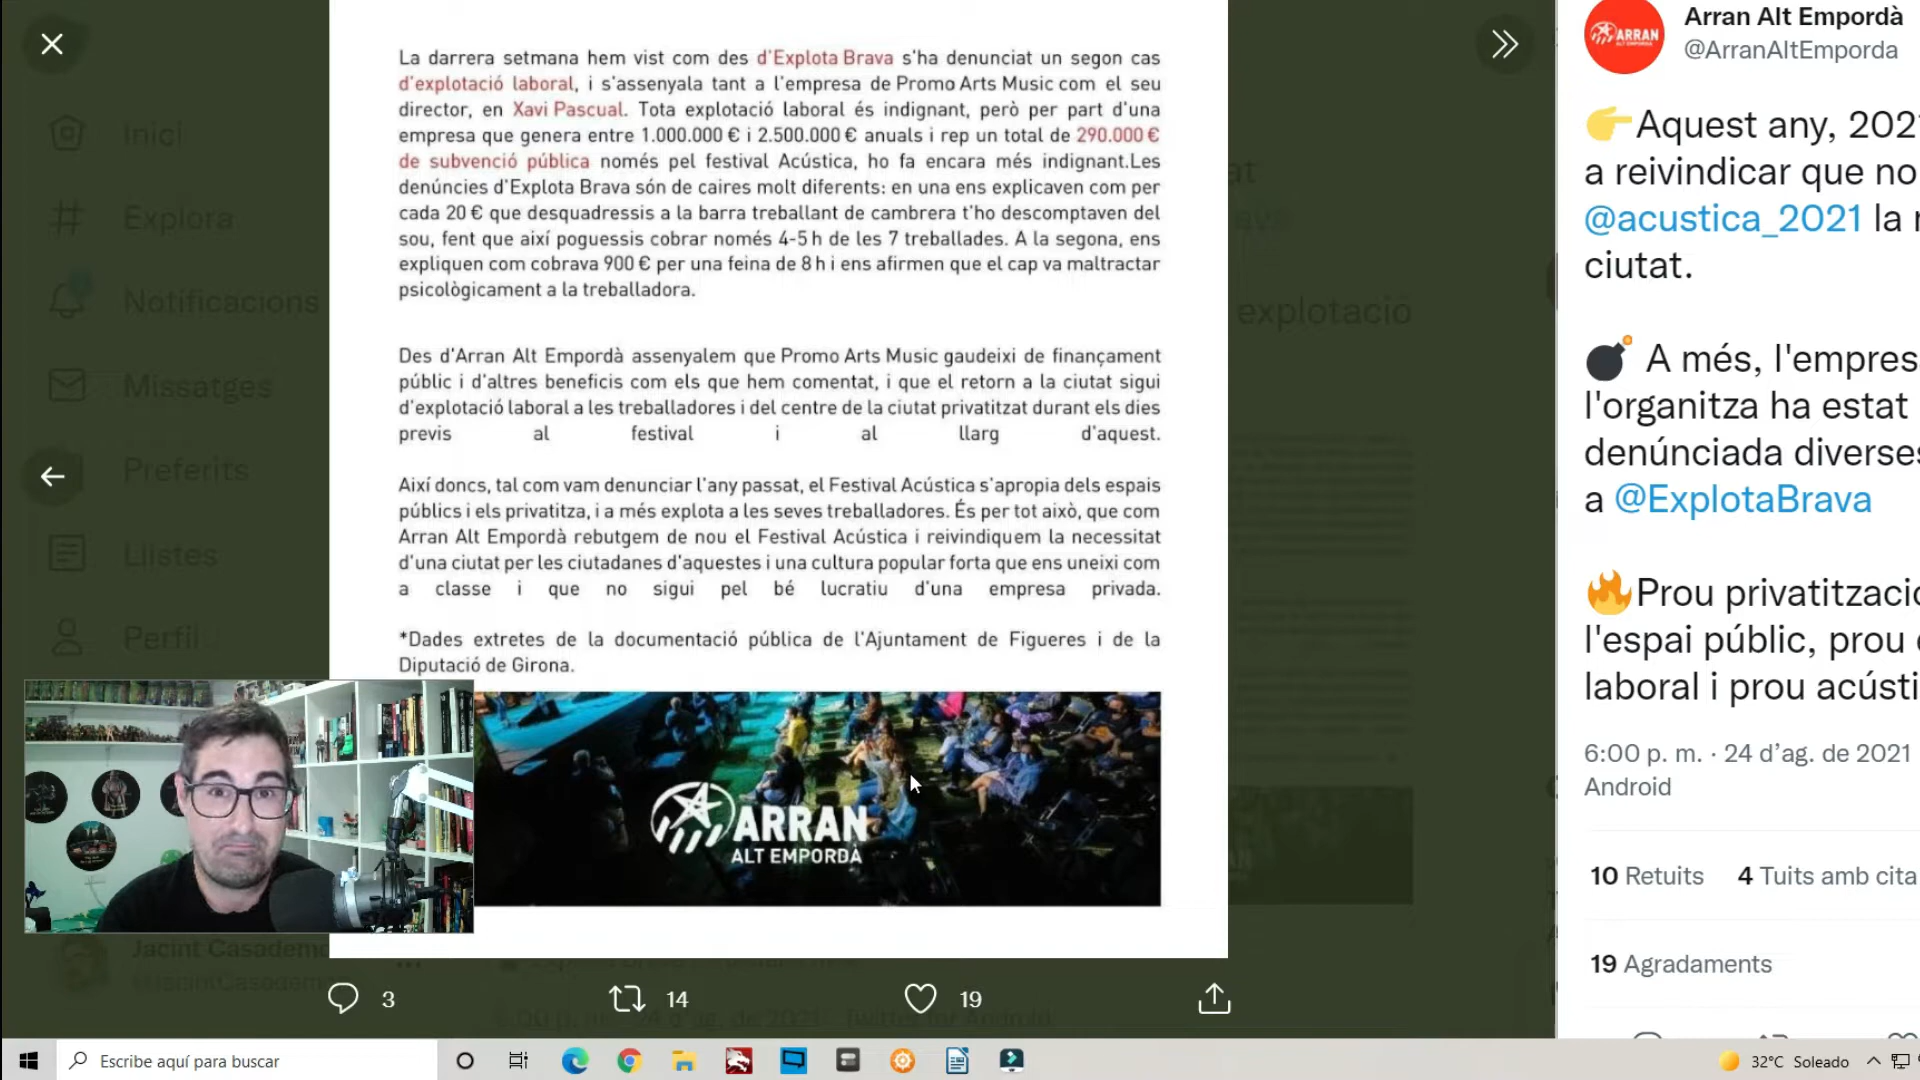 La darrera setmana hem vist com des d'Explota Brava s'ha denunciat un segon cas
d'explotació laboral, i s'assenyala tant a l'empresa de Promo Arts Music com el seu
director, en Xavi Pascual. Tota explotació laboral és indignant, però per part d'una
empresa que genera entre 1.000.000 € i 2.500.000 € anuals i rep un total de 290.000 €
de subvenció pública només pel festival Acústica, ho fa encara més indignant.Les
denúncies d'Explota Brava són de caires molt diferents: en una ens explicaven com per
cada 20 € que desquadressis a la barra treballant de cambrera t'ho descomptaven del
sou, fent que així poguessis cobrar només 4-5 h de les 7 treballades. A la segona, ens
expliquen com cobrava 900 € per una feina de 8 h i ens afirmen que el cap va maltractar
psicològicament a la treballadora.
Des d'Arran Alt Empordà assenyalem que Promo Arts Music gaudeixi de finançament
públic i d'altres beneficis com els que hem comentat, i que el retorn a la ciutat sigui
d'explotació laboral a les treballadores i del centre de la ciutat privatitzat durant els dies
previs al festival i al llarg d'aquest.
Així doncs, tal com vam denunciar l'any passat, el Festival Acústica s'apropia dels espais
públics i els privatitza, i a més explota a les seves treballadores. És per tot això, que com
Arran Alt Empordà rebutgem de nou el Festival Acústica i reivindiquem la necessitat
d'una ciutat per les ciutadanes d'aquestes i una cultura popular forta que ens uneixi com
a classe i que no sigui pel bé lucratiu d'una empresa privada.
*Dades extretes de la documentació pública de l'Ajuntament de Figueres i de la
Diputació de Girona.
ARRAN
ALT EMPORDÀ
Inici
Explora
Notificacions
Missatges
Preferits
Llistes
Perfil
Jacint Casadem
explotació
3
14
19
ARRAN
Arran Alt Empordà
@ArranAltEmporda
👉Aquest any, 202
a reivindicar que no
@acustica_2021 la
ciutat.
💣 A més, l'empres
l'organitza ha estat
denúnciada diverses
a @ExplotaBrava
🔥Prou privatització
l'espai públic, prou
laboral i prou acústi
6:00 p. m. · 24 d'ag. de 2021
Android
10 Retuits 4 Tuits amb cita
19 Agradaments
Escribe aquí para buscar
32°C Soleado